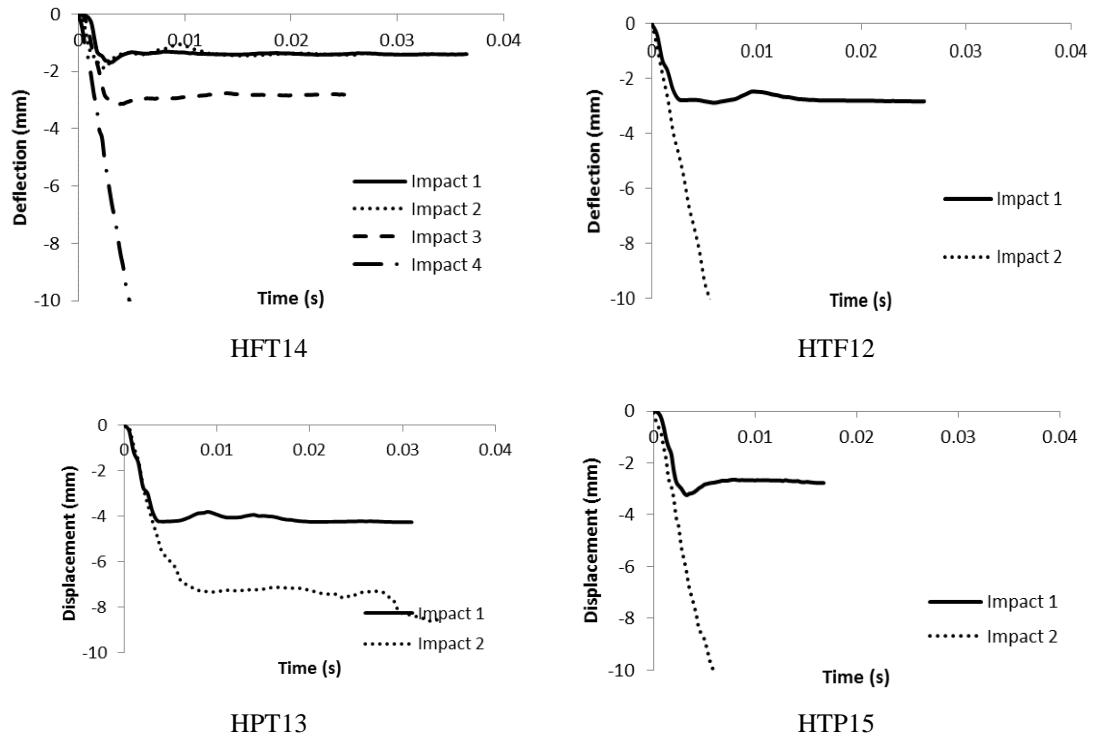 0
0 0.01 0.02 0.03 0.04
-2
-4
-6
-8
-10
Deflection (mm)
Time (s)
Impact 1
Impact 2
Impact 3
Impact 4
HFT14
0
0 0.01 0.02 0.03 0.04
-2
-4
-6
-8
-10
Deflection (mm)
Time (s)
Impact 1
Impact 2
HTF12
0
0 0.01 0.02 0.03 0.04
-2
-4
-6
-8
-10
Displacement (mm)
Time (s)
Impact 1
Impact 2
HPT13
0
0 0.01 0.02 0.03 0.04
-2
-4
-6
-8
-10
Displacement (mm)
Time (s)
Impact 1
Impact 2
HTP15